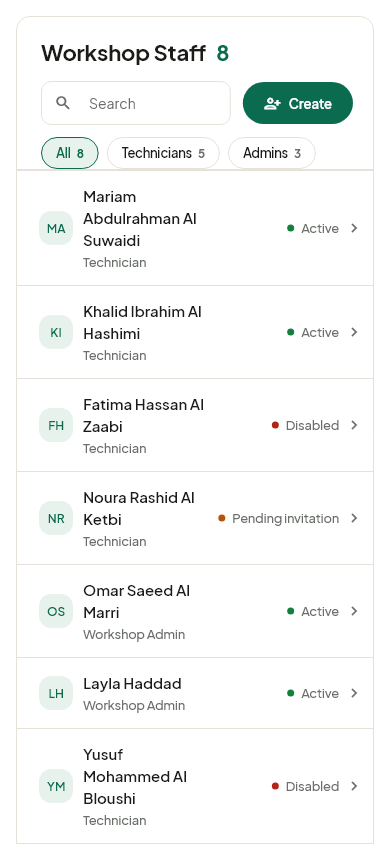 Workshop Staff 8
Search
Create
All 8
Technicians 5
Admins 3
MA
Mariam
Abdulrahman Al
Suwaidi
Technician
Active
KI
Khalid Ibrahim Al
Hashimi
Technician
Active
FH
Fatima Hassan Al
Zaabi
Technician
Disabled
NR
Noura Rashid Al
Ketbi
Technician
Pending invitation
OS
Omar Saeed Al
Marri
Workshop Admin
Active
LH
Layla Haddad
Workshop Admin
Active
YM
Yusuf
Mohammed Al
Bloushi
Technician
Disabled